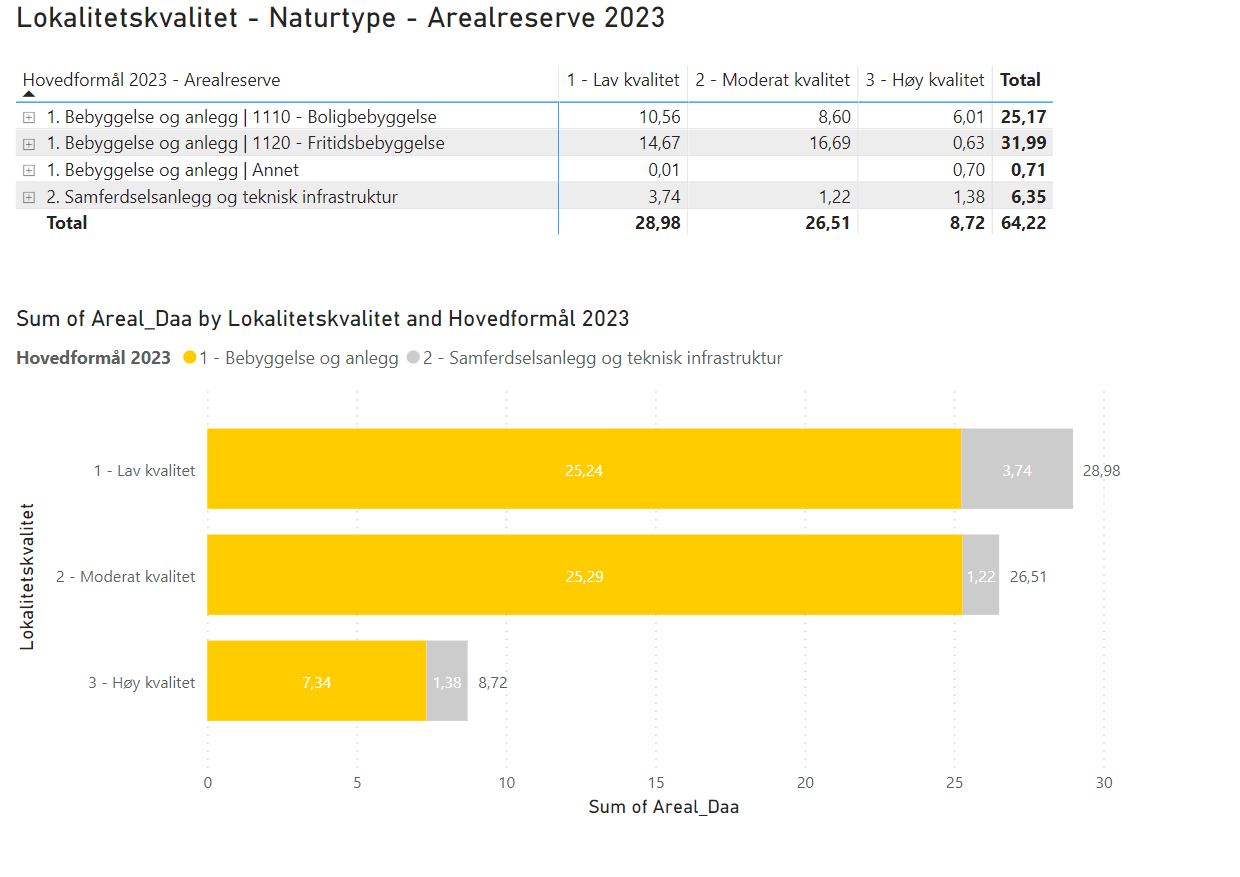 Lokalitetskvalitet - Naturtype - Arealreserve 2023
Hovedformål 2023 - Arealreserve 1 - Lav kvalitet 2 - Moderat kvalitet 3 - Høy kvalitet Total
1. Bebyggelse og anlegg | 1110 - Boligbebyggelse 10,56 8,60 6,01 25,17
1. Bebyggelse og anlegg | 1120 - Fritidsbebyggelse 14,67 16,69 0,63 31,99
1. Bebyggelse og anlegg | Annet 0,01 0,70 0,71
2. Samferdselsanlegg og teknisk infrastruktur 3,74 1,22 1,38 6,35
Total 28,98 26,51 8,72 64,22
Sum of Areal_Daa by Lokalitetskvalitet and Hovedformål 2023
Hovedformål 2023 1 - Bebyggelse og anlegg 2 - Samferdselsanlegg og teknisk infrastruktur
Lokalitetskvalitet
1 - Lav kvalitet 25,24 3,74 28,98
2 - Moderat kvalitet 25,29 1,22 26,51
3 - Høy kvalitet 7,34 1,38 8,72
0 5 10 15 20 25 30
Sum of Areal_Daa